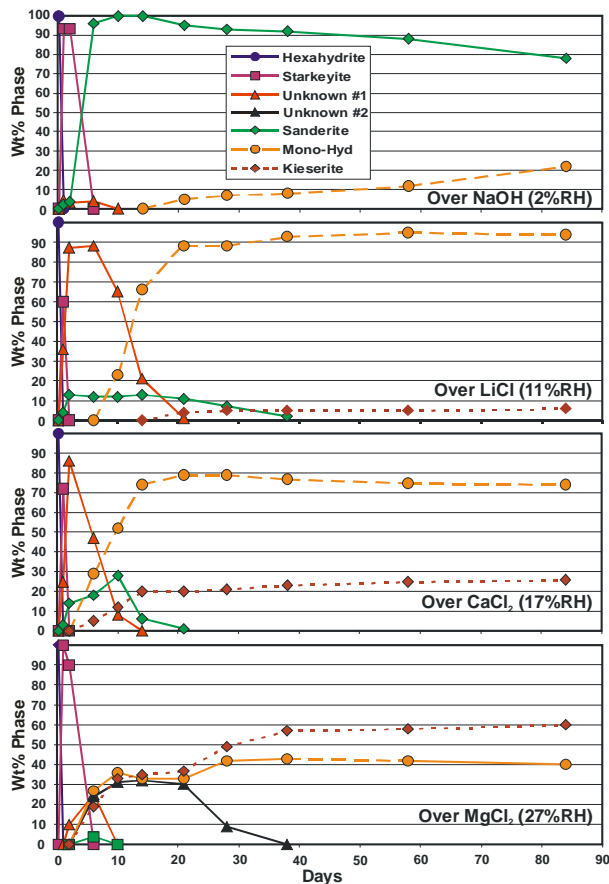 100
90
80
70
60
50
40
30
20
10
0
Wt% Phase
Hexahydrite
Starkeyite
Unknown #1
Unknown #2
Sanderite
Mono-Hyd
Kieserite
Over NaOH (2%RH)
90
80
70
60
50
40
30
20
10
0
Wt% Phase
Over LiCl (11%RH)
90
80
70
60
50
40
30
20
10
0
Wt% Phase
Over CaCl₂ (17%RH)
90
80
70
60
50
40
30
20
10
0
Wt% Phase
Over MgCl₂ (27%RH)
0 10 20 30 40 50 60 70 80 90
Days